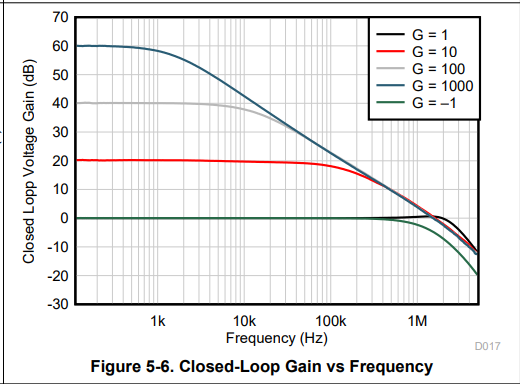 70
60
50
40
30
20
10
0
-10
-20
-30
Closed Lopp Voltage Gain (dB)
G = 1
G = 10
G = 100
G = 1000
G = –1
1k
10k
100k
1M
Frequency (Hz)
D017
Figure 5-6. Closed-Loop Gain vs Frequency